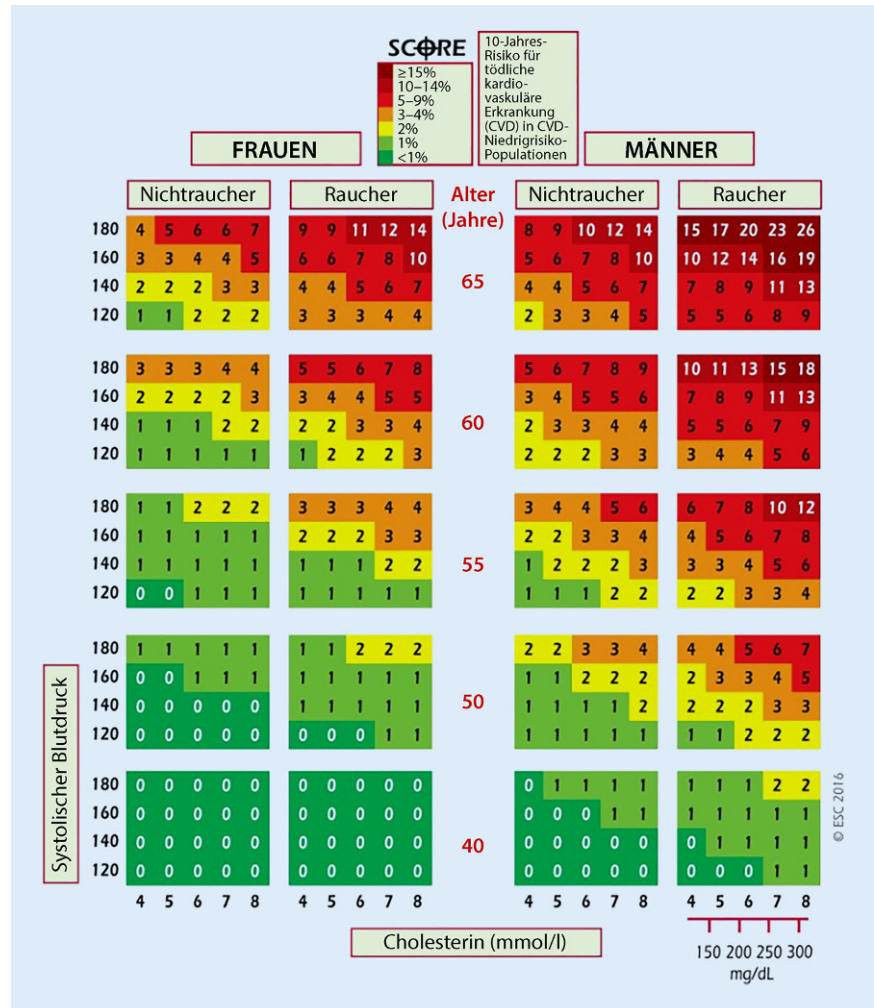 SCORE
≥15%
10–14%
5–9%
3–4%
2%
1%
<1%
10-Jahres-
Risiko für
tödliche
kardio-
vaskuläre
Erkrankung
(CVD) in CVD-
Niedrigrisiko-
Populationen
FRAUEN
MÄNNER
Nichtraucher
Raucher
Alter
(Jahre)
Nichtraucher
Raucher
180 4 5 6 6 7 9 9 11 12 14 8 9 10 12 14 15 17 20 23 26
160 3 3 4 4 5 6 6 7 8 10 5 6 7 8 10 10 12 14 16 19
65
140 2 2 2 3 3 4 4 5 6 7 4 4 5 6 7 7 8 9 11 13
120 1 1 2 2 2 3 3 3 4 4 2 3 3 4 5 5 5 6 8 9
180 3 3 3 4 4 5 5 6 7 8 5 6 7 8 9 10 11 13 15 18
160 2 2 2 2 3 3 4 4 5 5 3 4 5 5 6 7 8 9 11 13
60
140 1 1 1 2 2 2 2 3 3 4 2 3 3 4 4 5 5 6 7 9
120 1 1 1 1 1 1 2 2 2 3 2 2 2 3 3 3 4 4 5 6
180 1 1 2 2 2 3 3 3 4 4 3 4 4 5 6 6 7 8 10 12
160 1 1 1 1 1 2 2 2 3 3 2 2 3 3 4 4 5 6 7 8
55
140 1 1 1 1 1 1 1 1 2 2 1 2 2 2 3 3 3 4 5 6
120 0 0 1 1 1 1 1 1 1 1 1 1 1 2 2 2 2 3 3 4
180 1 1 1 1 1 1 1 2 2 2 2 2 3 3 4 4 4 5 6 7
160 0 0 1 1 1 1 1 1 1 1 1 1 2 2 2 2 3 3 4 5
50
140 0 0 0 0 0 1 1 1 1 1 1 1 1 1 2 2 2 2 3 3
120 0 0 0 0 0 0 0 0 1 1 1 1 1 1 1 1 1 2 2 2
180 0 0 0 0 0 0 0 0 0 0 0 1 1 1 1 1 1 1 2 2
160 0 0 0 0 0 0 0 0 0 0 0 0 0 1 1 1 1 1 1 1
40
140 0 0 0 0 0 0 0 0 0 0 0 0 0 0 0 0 1 1 1 1
120 0 0 0 0 0 0 0 0 0 0 0 0 0 0 0 0 0 0 1 1
4 5 6 7 8 4 5 6 7 8 4 5 6 7 8 4 5 6 7 8
Systolischer Blutdruck
Cholesterin (mmol/l)
150 200 250 300
mg/dL
© ESC 2016